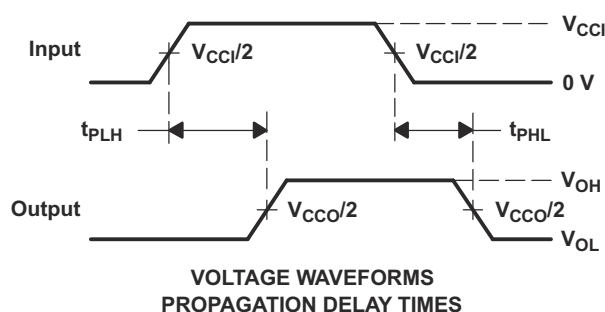 V_CCI
Input
V_CCI/2
V_CCI/2
0 V
t_PLH
t_PHL
V_OH
Output
V_CCO/2
V_CCO/2
V_OL
VOLTAGE WAVEFORMS
PROPAGATION DELAY TIMES